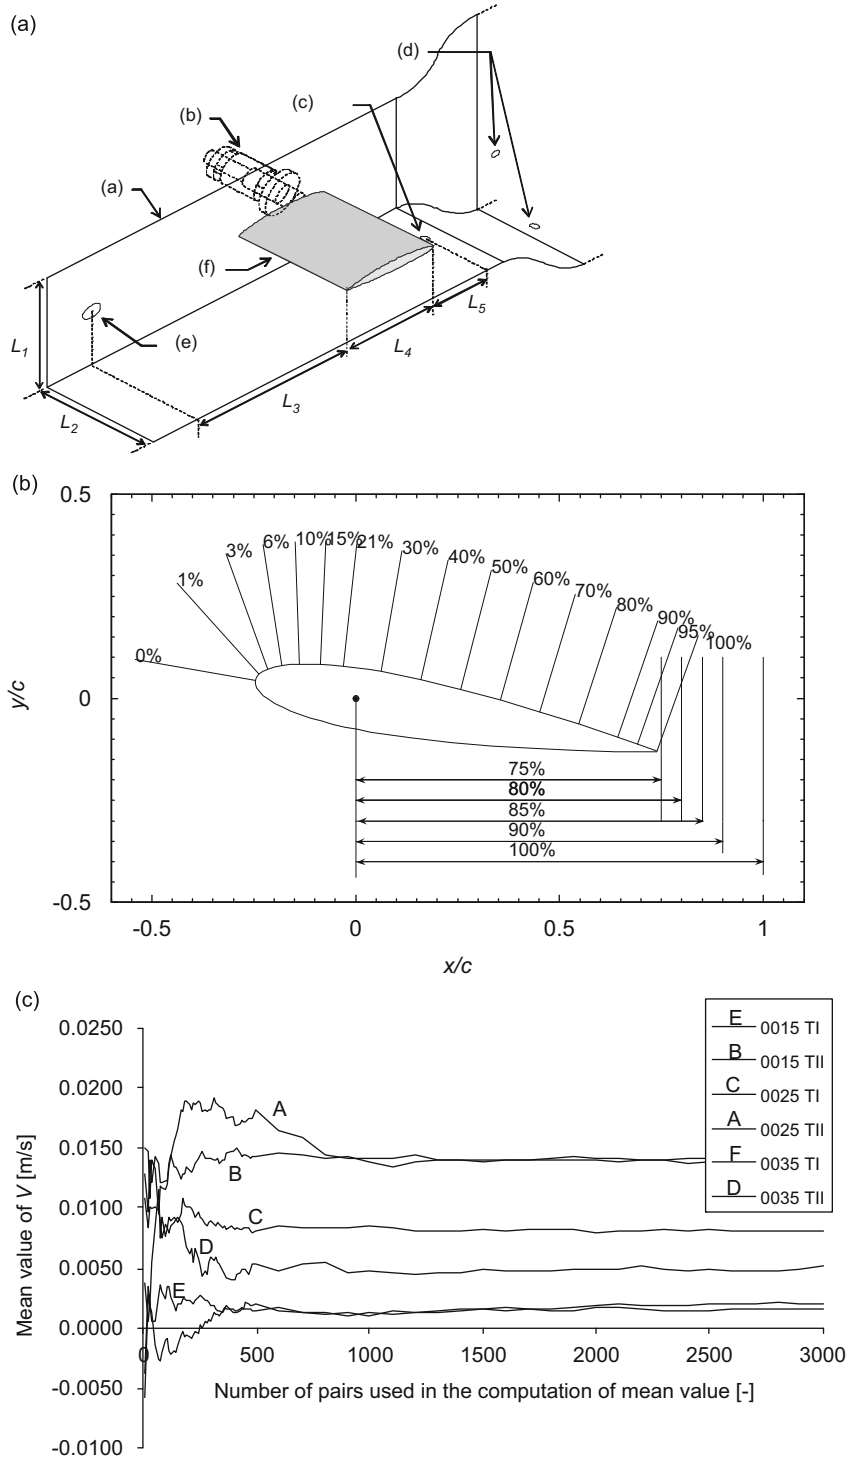 (a)
(d)
(c)
(b)
(a)
(f)
(e)
L1
L2
L3
L4
L5
(b)
0.5
0
-0.5
y/c
0%
1%
3%
6%
10%
15%
21%
30%
40%
50%
60%
70%
80%
90%
95%
100%
75%
80%
85%
90%
100%
-0.5
0
0.5
1
x/c
(c)
0.0250
0.0200
0.0150
0.0100
0.0050
0.0000
-0.0050
-0.0100
Mean value of V [m/s]
A
B
C
D
E
E 0015 TI
B 0015 TII
C 0025 TI
A 0025 TII
F 0035 TI
D 0035 TII
0
500
1000
1500
2000
2500
3000
Number of pairs used in the computation of mean value [-]